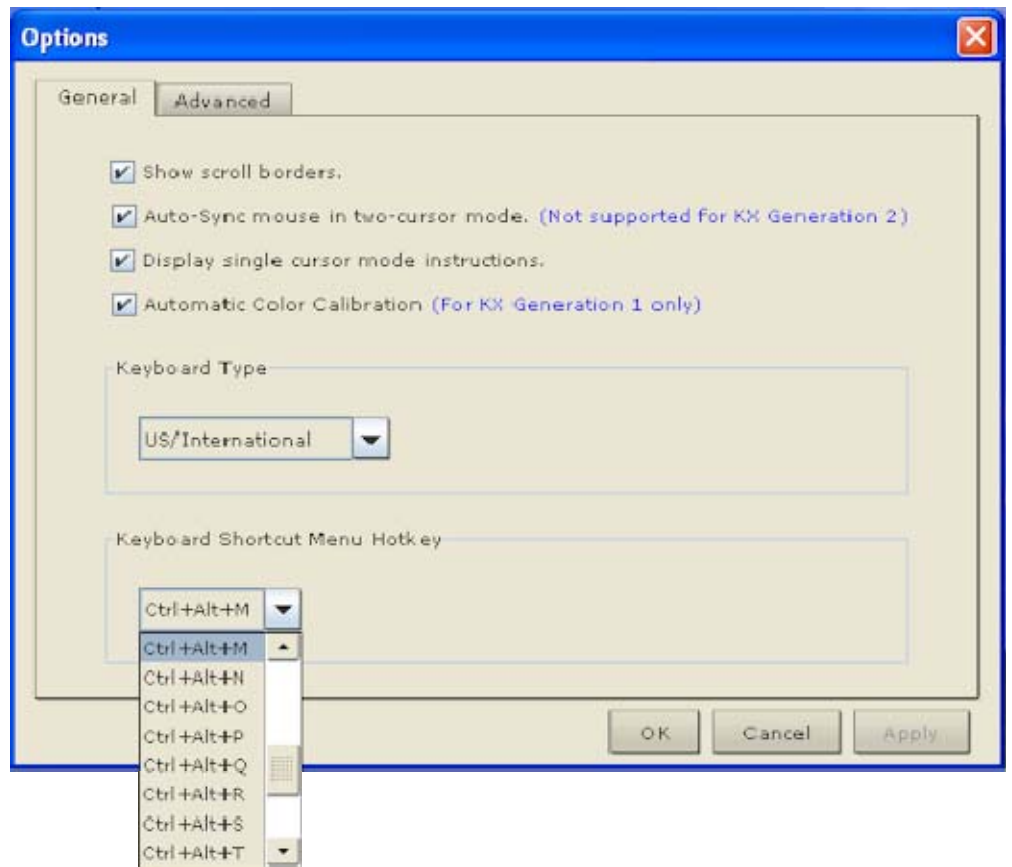 Options
General
Advanced
Show scroll borders.
Auto-Sync mouse in two-cursor mode. (Not supported for KX Generation 2)
Display single cursor mode instructions.
Automatic Color Calibration (For KX Generation 1 only)
Keyboard Type
US/International
Keyboard Shortcut Menu Hotkey
Ctrl+Alt+M
Ctrl+Alt+M
Ctrl+Alt+N
Ctrl+Alt+O
Ctrl+Alt+P
Ctrl+Alt+Q
Ctrl+Alt+R
Ctrl+Alt+S
Ctrl+Alt+T
OK
Cancel
Apply